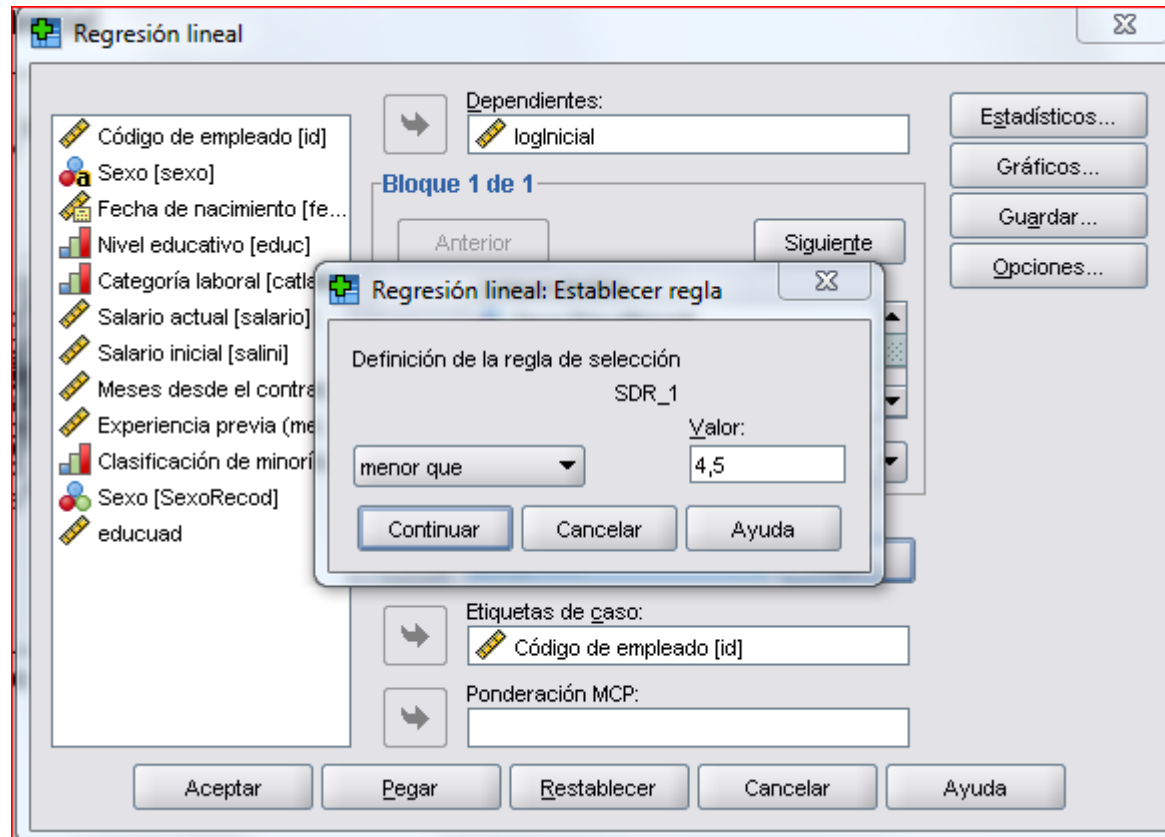 Regresión lineal
Código de empleado [id]
a Sexo [sexo]
Fecha de nacimiento [fe...
Nivel educativo [educ]
Categoría laboral [catla
Salario actual [salario]
Salario inicial [salini]
Meses desde el contra
Experiencia previa (me
Clasificación de minorí
Sexo [SexoRecod]
educuad
Dependientes:
logInicial
Bloque 1 de 1
Anterior
Siguiente
Regresión lineal: Establecer regla
Definición de la regla de selección
SDR_1
Valor:
menor que
4,5
Continuar
Cancelar
Ayuda
Etiquetas de caso:
Código de empleado [id]
Ponderación MCP:
Estadísticos...
Gráficos...
Guardar...
Opciones...
Aceptar
Pegar
Restablecer
Cancelar
Ayuda